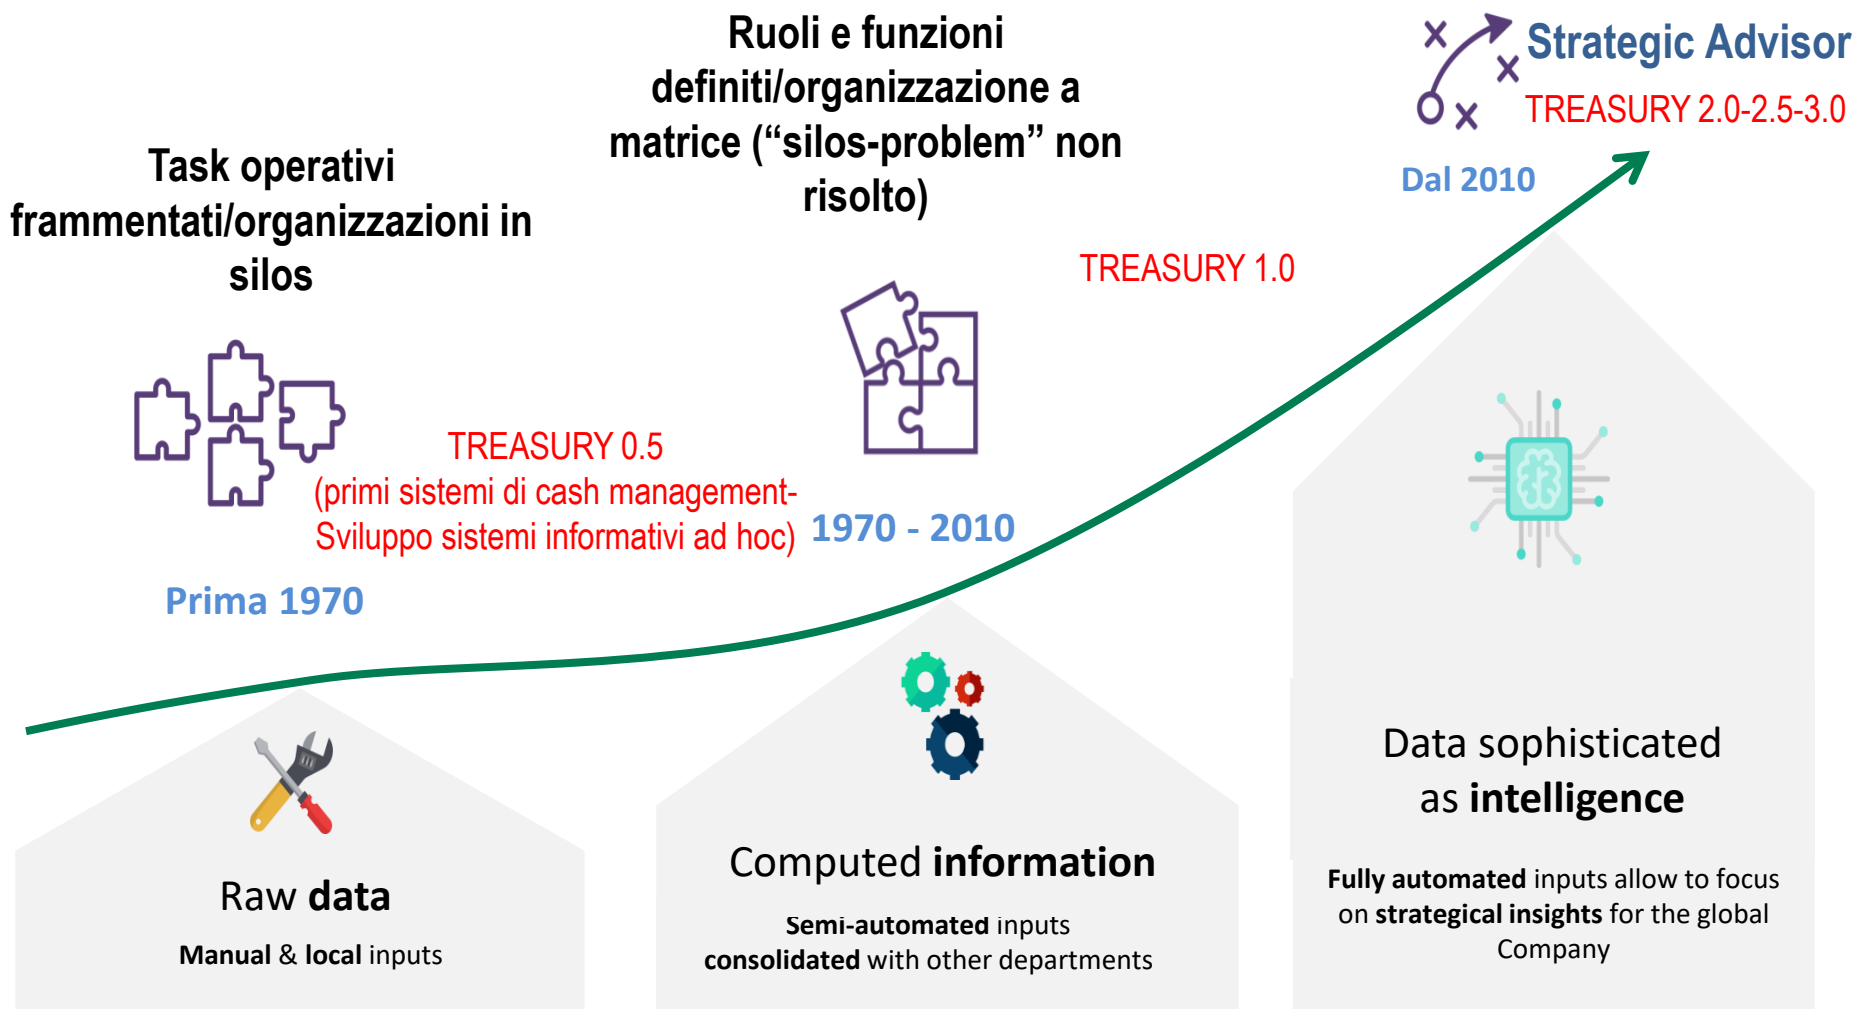 Task operativi
frammentati/organizzazioni in
silos
TREASURY 0.5
(primi sistemi di cash management-
Sviluppo sistemi informativi ad hoc)
Prima 1970
Ruoli e funzioni
definiti/organizzazione a
matrice (“silos-problem” non
risolto)
TREASURY 1.0
1970 - 2010
Strategic Advisor
TREASURY 2.0-2.5-3.0
Dal 2010
Raw data
Manual & local inputs
Computed information
Semi-automated inputs
consolidated with other departments
Data sophisticated
as intelligence
Fully automated inputs allow to focus
on strategical insights for the global
Company